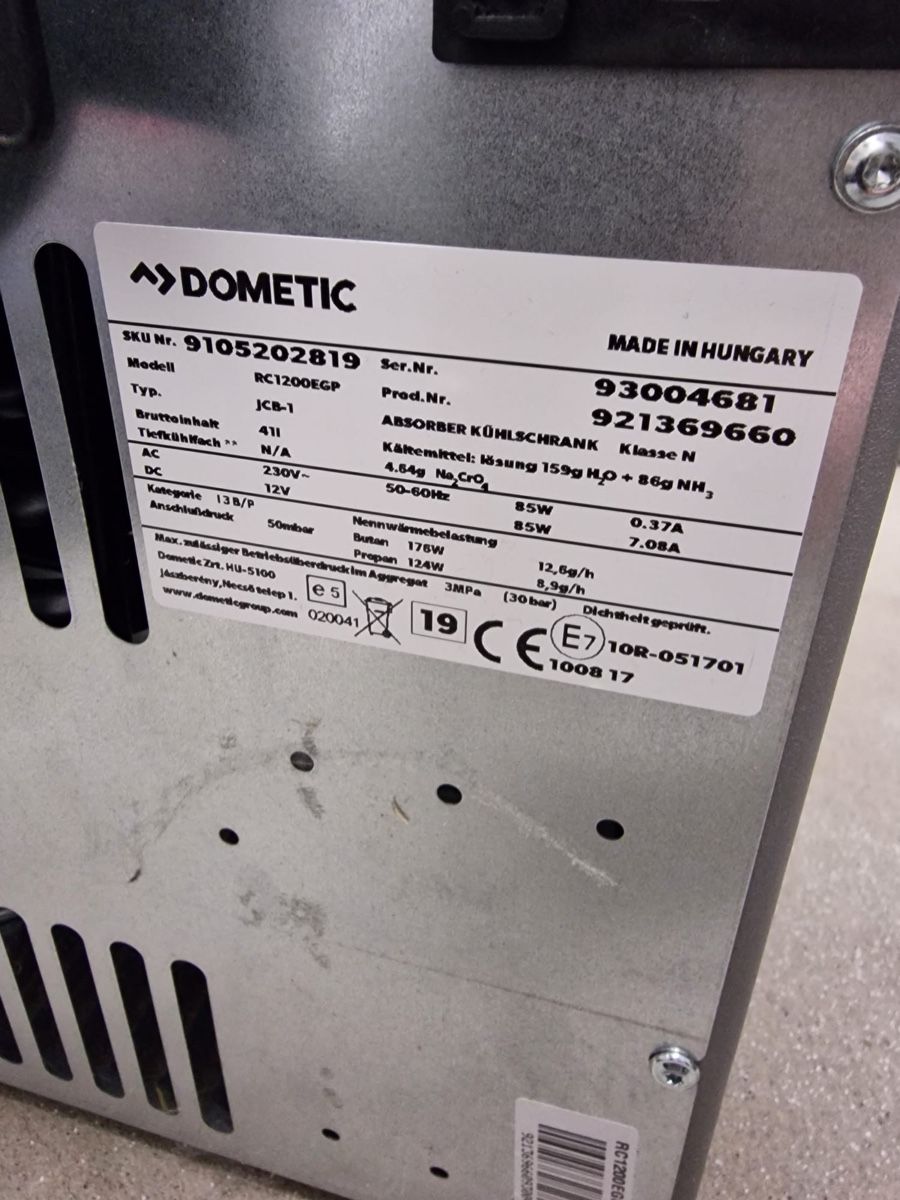 DOMETIC
MADE IN HUNGARY
SKU Nr. 9105202819 Ser.Nr. 93004681
Modell RC1200EGP Prod.Nr. 921369660
Typ. JCB-1 ABSORBER KÜHLSCHRANK Klasse N
Bruttoinhalt 41l Kältemittel: lösung 159g H2O + 86g NH3
Tiefkühlfach ** N/A 4.64g Na2CrO4
AC 230V~ 50-60Hz 85W 0.37A
DC 12V 85W 7.08A
Kategorie I 3 B/P Nennwärmebelastung
Anschlußdruck 50mbar Butan 176W 12,6g/h
Propan 124W 8,9g/h
Max. zulässiger Betriebsüberdruck im Aggregat 3MPa (30 bar) Dichtheit geprüft.
Dometic Zrt. HU-5100
Jászberény, Necső telep 1.
www.dometicgroup.com
e 5
020041
19
CE
1008 17
E7
10R-051701
RC1200EG